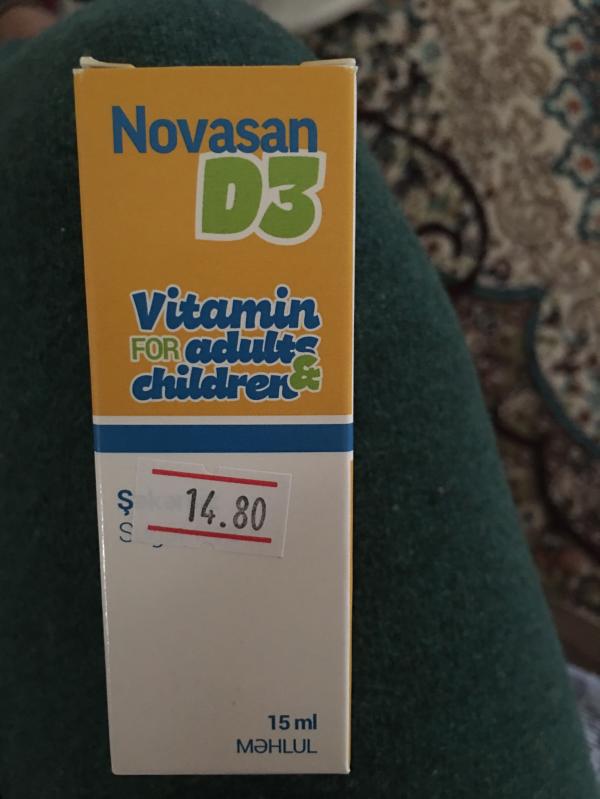 Novasan
D3
Vitamin
FOR adults
& children
14.80
15 ml
MƏHLUL